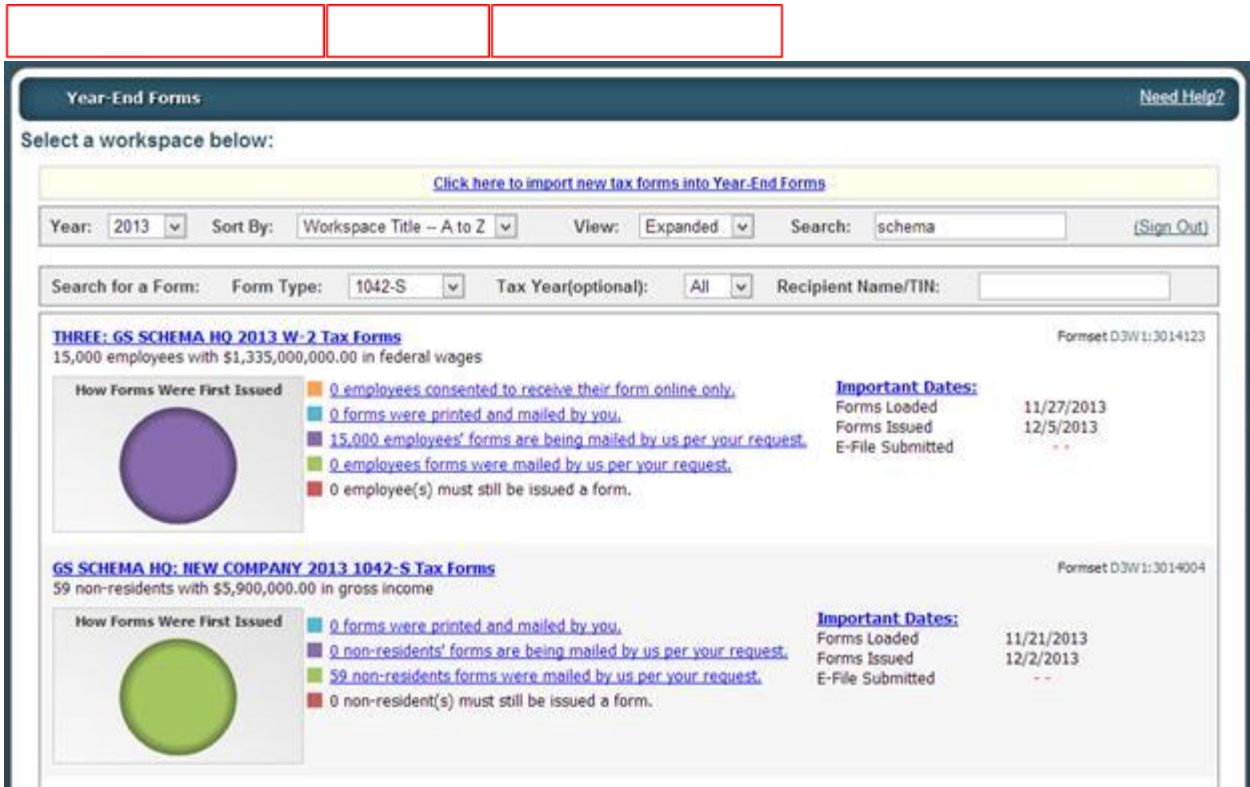 Year-End Forms Need Help?
Select a workspace below:
Click here to import new tax forms into Year-End Forms
Year: 2013 Sort By: Workspace Title -- A to Z View: Expanded Search: schema (Sign Out)
Search for a Form: Form Type: 1042-S Tax Year(optional): All Recipient Name/TIN:
THREE: GS SCHEMA HQ 2013 W-2 Tax Forms Formset D3W1:3014123
15,000 employees with $1,335,000,000.00 in federal wages
How Forms Were First Issued
0 employees consented to receive their form online only.
0 forms were printed and mailed by you.
15,000 employees' forms are being mailed by us per your request.
0 employees forms were mailed by us per your request.
0 employee(s) must still be issued a form.
Important Dates:
Forms Loaded 11/27/2013
Forms Issued 12/5/2013
E-File Submitted - -
GS SCHEMA HQ: NEW COMPANY 2013 1042-S Tax Forms Formset D3W1:3014004
59 non-residents with $5,900,000.00 in gross income
How Forms Were First Issued
0 forms were printed and mailed by you.
0 non-residents' forms are being mailed by us per your request.
59 non-residents forms were mailed by us per your request.
0 non-resident(s) must still be issued a form.
Important Dates:
Forms Loaded 11/21/2013
Forms Issued 12/2/2013
E-File Submitted - -